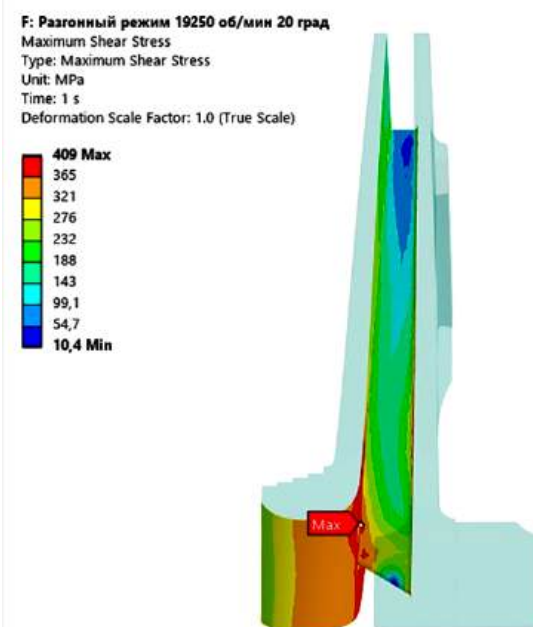 F: Разгонный режим 19250 об/мин 20 град
Maximum Shear Stress
Type: Maximum Shear Stress
Unit: MPa
Time: 1 s
Deformation Scale Factor: 1.0 (True Scale)
409 Max
365
321
276
232
188
143
99,1
54,7
10,4 Min
Max